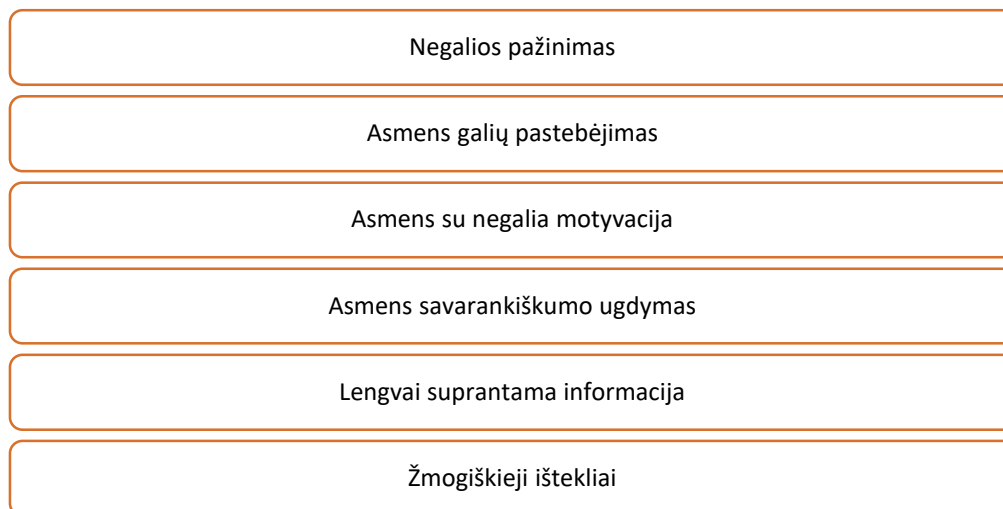 Negalios pažinimas
Asmens galių pastebėjimas
Asmens su negalia motyvacija
Asmens savarankiškumo ugdymas
Lengvai suprantama informacija
Žmogiškieji ištekliai